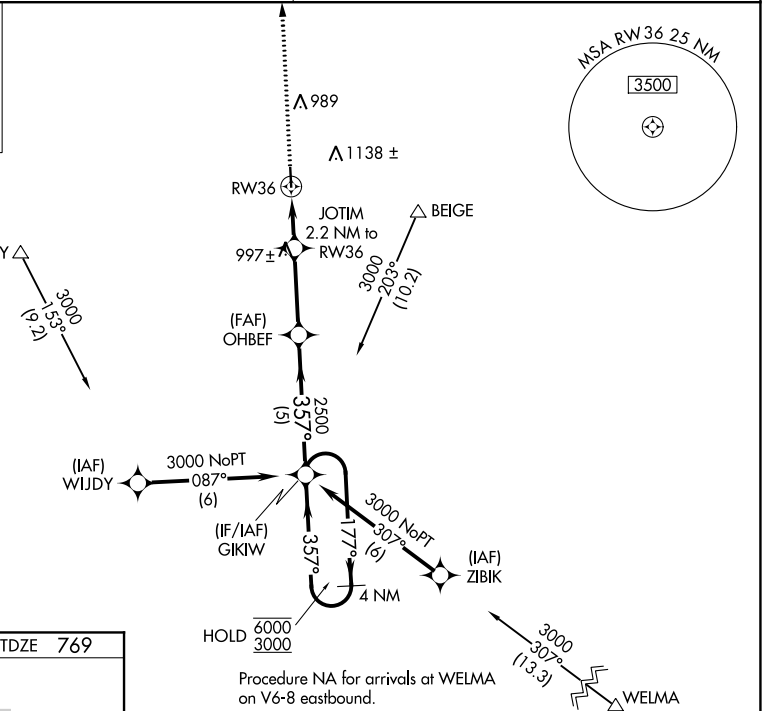 MSA RW36 25 NM
3500
989
1138 ±
RW36
JOTIM
2.2 NM to
RW36
BEIGE
997±
Y
3000
203°
(10.2)
3000
153°
(9.2)
(FAF)
OHBEF
2500
357°
(5)
(IAF)
WIJDY
3000 NoPT
087°
(6)
(IF/IAF)
GIKIW
357°
177°
3000 NoPT
307°
(6)
(IAF)
ZIBIK
4 NM
HOLD
6000
3000
3000
307°
(13.3)
TDZE 769
Procedure NA for arrivals at WELMA
on V6-8 eastbound.
WELMA